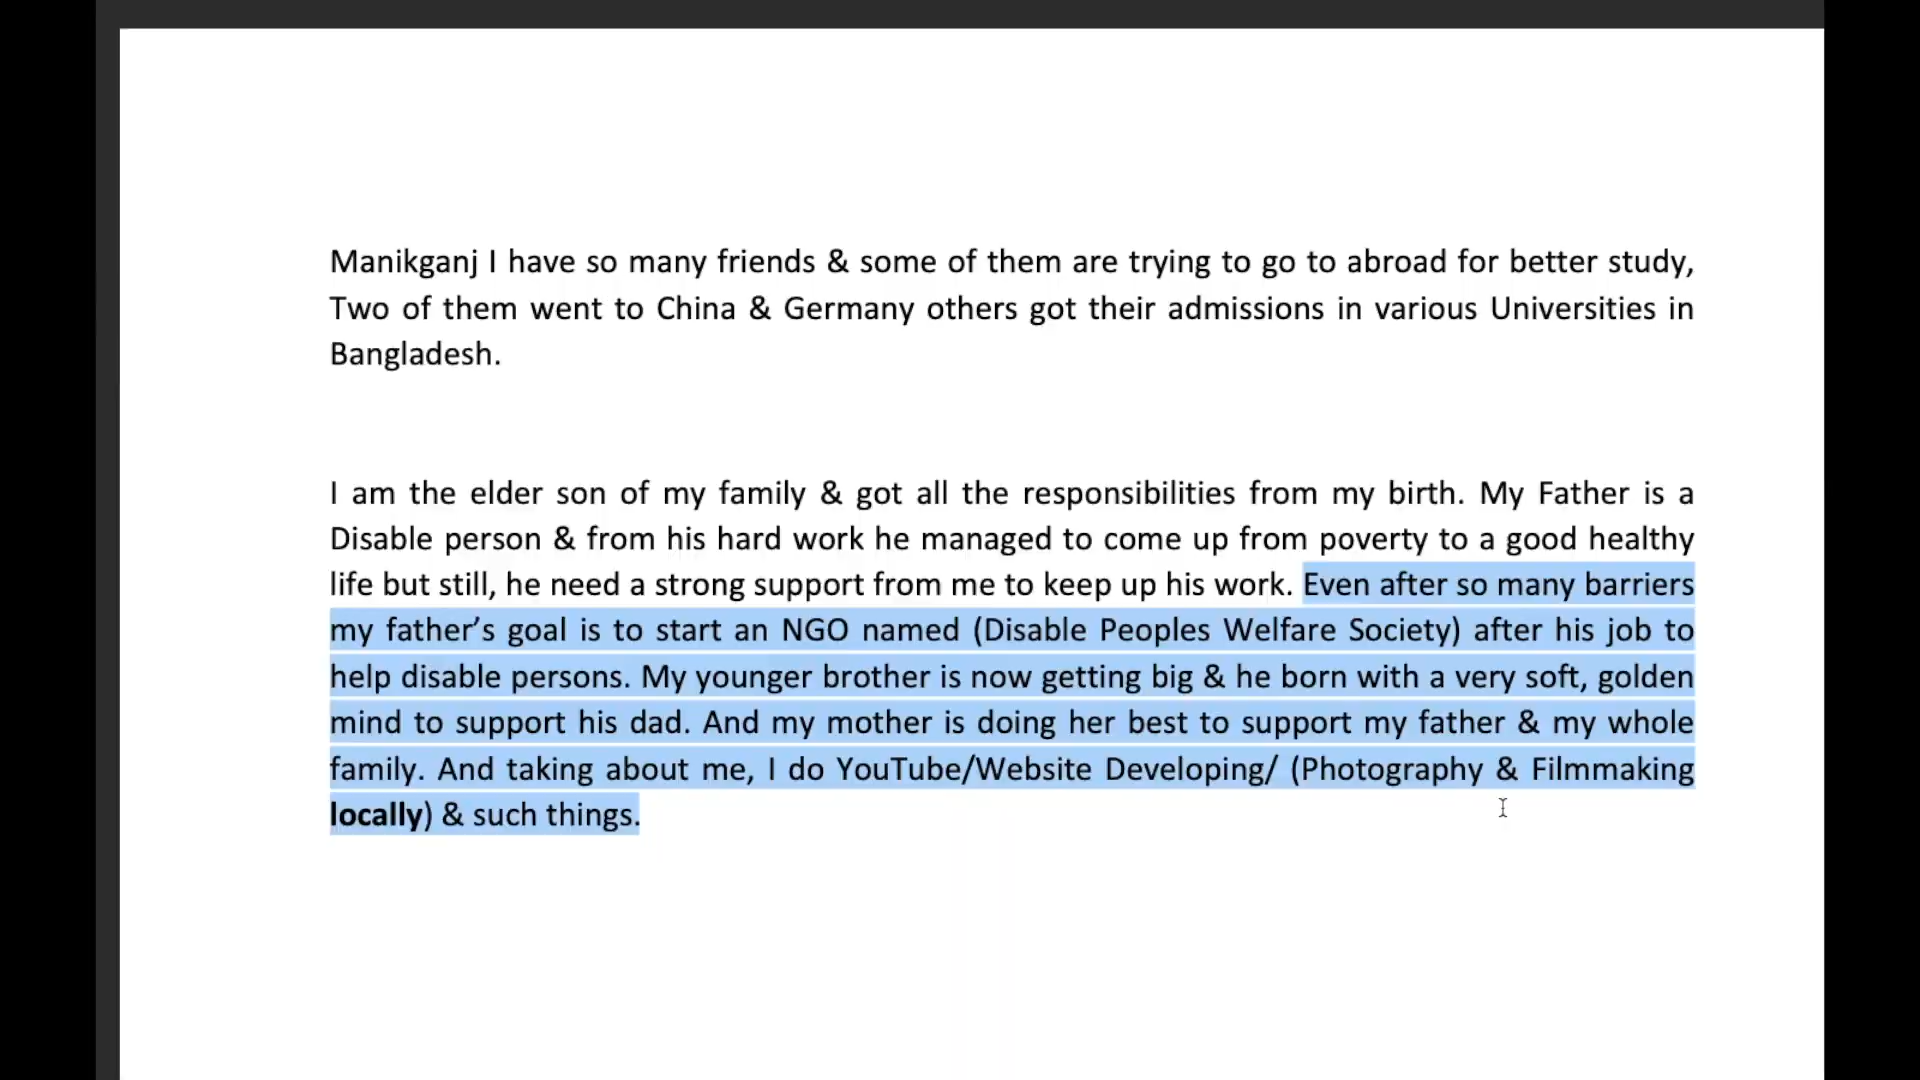 Manikganj I have so many friends & some of them are trying to go to abroad for better study,
Two of them went to China & Germany others got their admissions in various Universities in
Bangladesh.
I am the elder son of my family & got all the responsibilities from my birth. My Father is a
Disable person & from his hard work he managed to come up from poverty to a good healthy
life but still, he need a strong support from me to keep up his work. Even after so many barriers
my father’s goal is to start an NGO named (Disable Peoples Welfare Society) after his job to
help disable persons. My younger brother is now getting big & he born with a very soft, golden
mind to support his dad. And my mother is doing her best to support my father & my whole
family. And taking about me, I do YouTube/Website Developing/ (Photography & Filmmaking
locally) & such things.